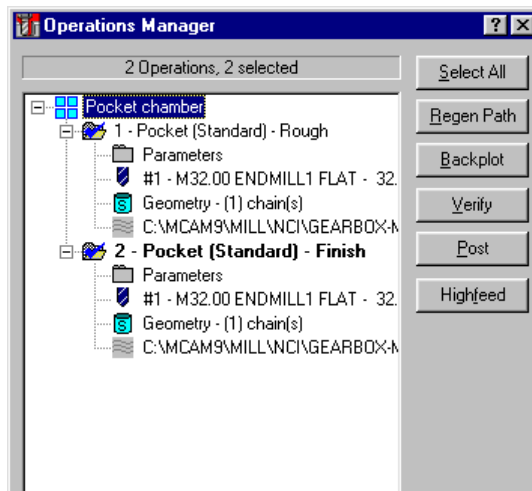 Operations Manager
2 Operations, 2 selected
Select All
Regen Path
Backplot
Verify
Post
Highfeed
Pocket chamber
1 - Pocket (Standard) - Rough
Parameters
#1 - M32.00 ENDMILL1 FLAT - 32.
Geometry - (1) chain(s)
C:\MCAM9\MILL\NCI\GEARBOX-M
2 - Pocket (Standard) - Finish
Parameters
#1 - M32.00 ENDMILL1 FLAT - 32.
Geometry - (1) chain(s)
C:\MCAM9\MILL\NCI\GEARBOX-M